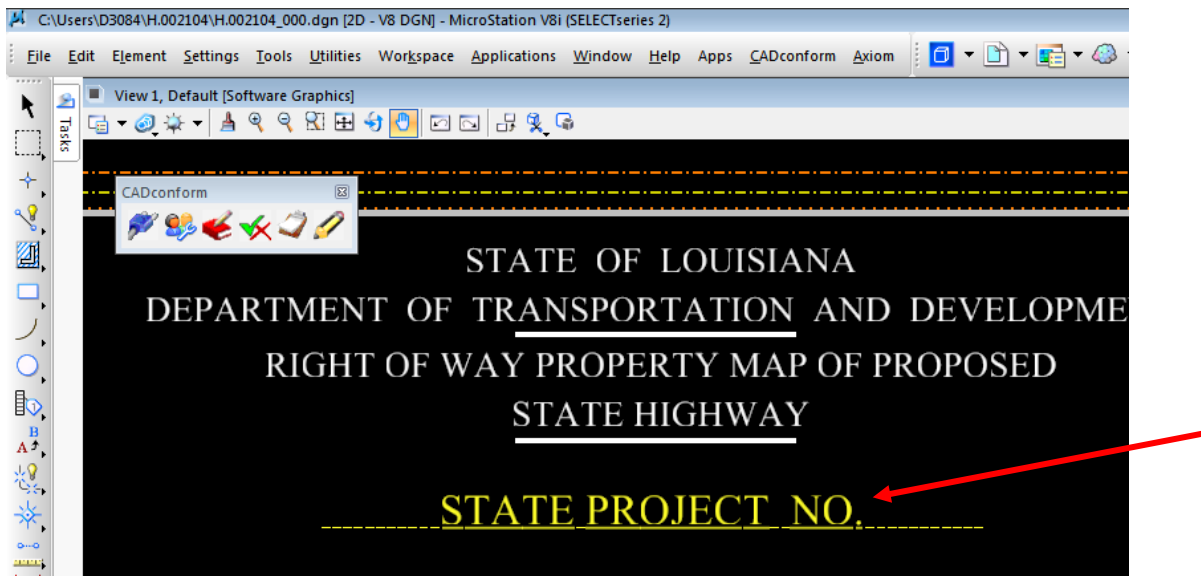 C:\Users\D3084\H.002104\H.002104_000.dgn [2D - V8 DGN] - MicroStation V8i (SELECTseries 2)
File Edit Element Settings Tools Utilities Workspace Applications Window Help Apps CADconform Axiom
View 1, Default [Software Graphics]
Tasks
CADconform
STATE OF LOUISIANA
DEPARTMENT OF TRANSPORTATION AND DEVELOPME
RIGHT OF WAY PROPERTY MAP OF PROPOSED
STATE HIGHWAY
STATE PROJECT NO.